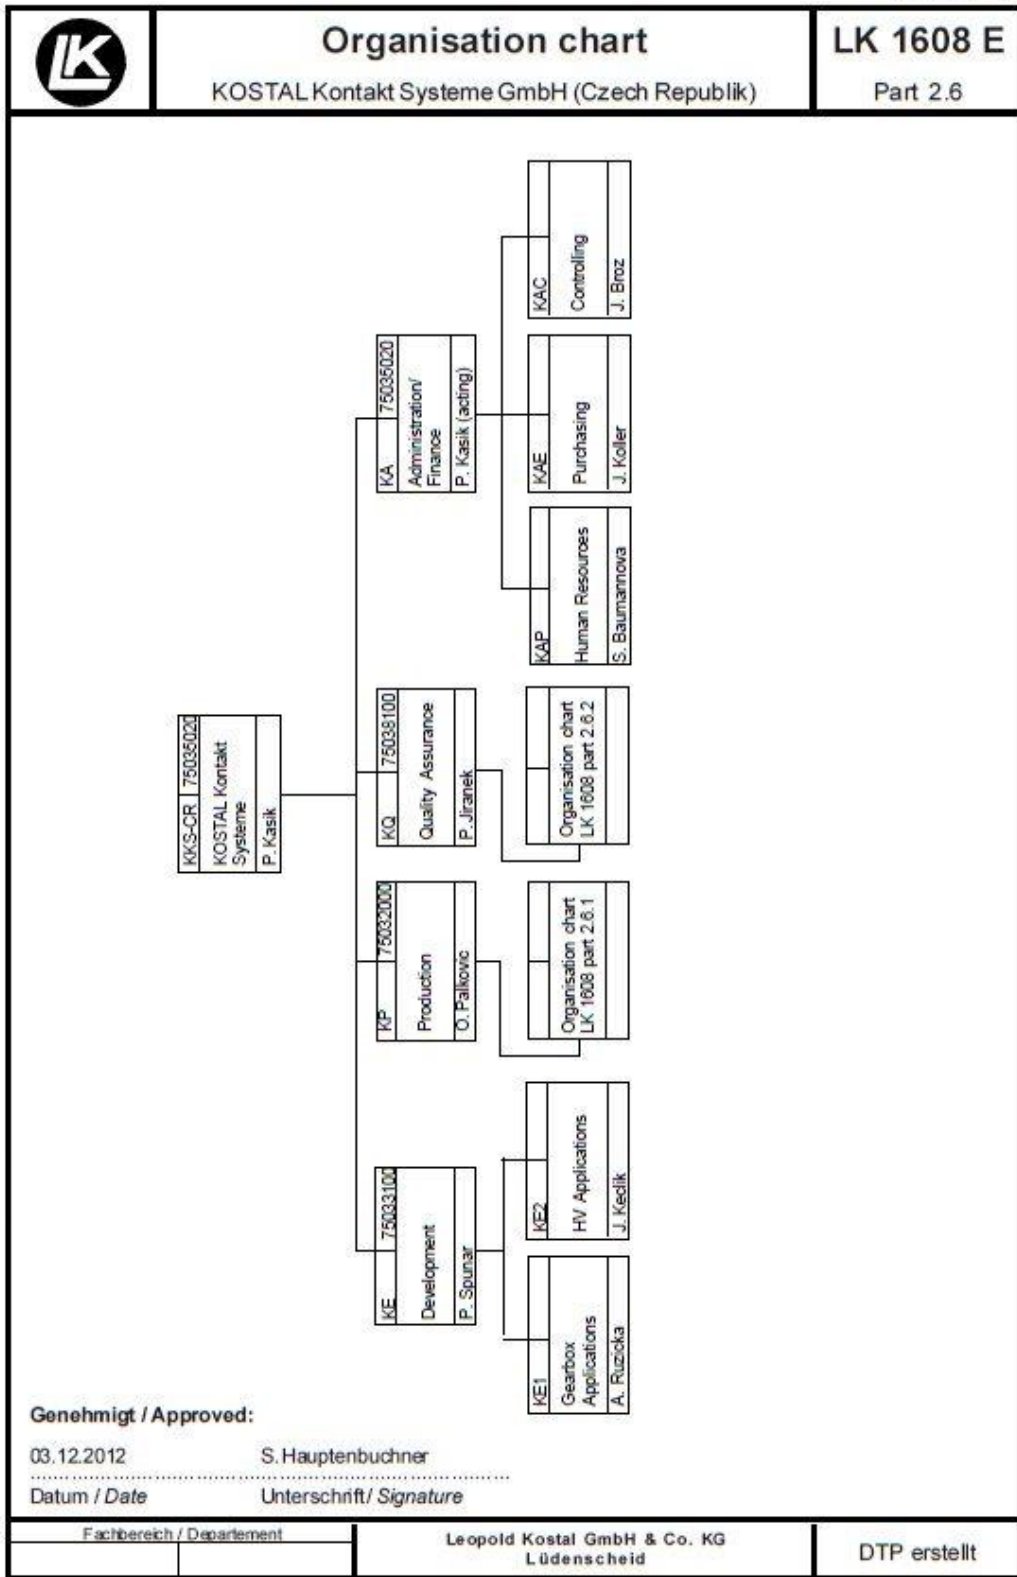 LK
Organisation chart
KOSTAL Kontakt Systeme GmbH (Czech Republik)
LK 1608 E
Part 2.6
KKS-CR 75035020
KOSTAL Kontakt
Systeme
P. Kasik
KE 75033100
Development
P. Spunar
KP 75032000
Production
O. Palkovic
KQ 75038100
Quality Assurance
P. Jiranek
KA 75035020
Administration/
Finance
P. Kasik (acting)
KE1
Gearbox
Applications
A. Ruzicka
KE2
HV Applications
J. Keclik
Organisation chart
LK 1608 part 2.6.1
Organisation chart
LK 1608 part 2.6.2
KAP
Human Resources
S. Baumannova
KAE
Purchasing
J. Koller
KAC
Controlling
J. Broz
Genehmigt / Approved:
03.12.2012 S. Hauptenbuchner
Datum / Date Unterschrift/ Signature
Fachbereich / Departement
Leopold Kostal GmbH & Co. KG
Lüdenscheid
DTP erstellt